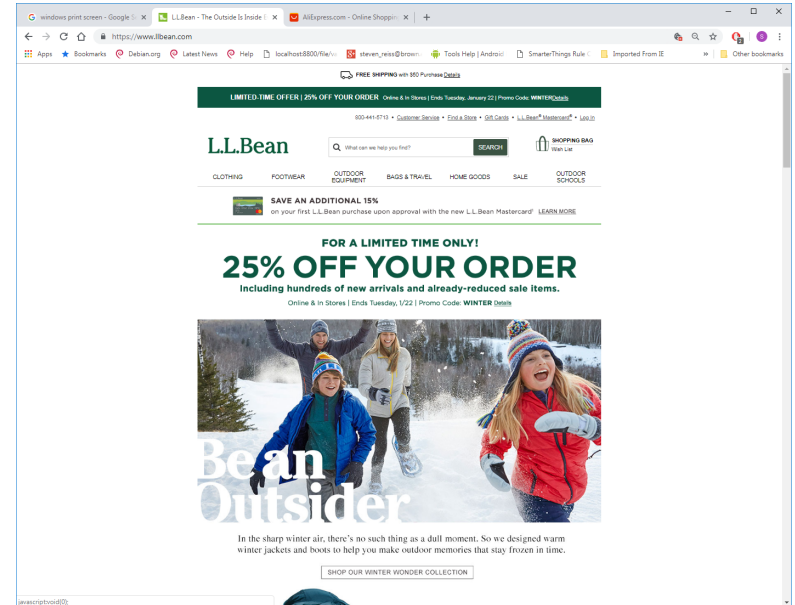 windows print screen - Google S
L.L.Bean - The Outside Is Inside
AliExpress.com - Online Shoppin
https://www.llbean.com
Apps
Bookmarks
Debian.org
Latest News
Help
localhost:8800/file/v
steven_reiss@brown.
Tools Help | Android
SmarterThings Rule
Imported From IE
»
Other bookmarks
FREE SHIPPING with $50 Purchase Details
LIMITED-TIME OFFER | 25% OFF YOUR ORDER Online & In Stores | Ends Tuesday, January 22 | Promo Code: WINTER Details
800-441-5713 • Customer Service • Find a Store • Gift Cards • L.L.Bean® Mastercard® • Log in
L.L.Bean
What can we help you find?
SEARCH
SHOPPING BAG
Wish List
CLOTHING
FOOTWEAR
OUTDOOR
EQUIPMENT
BAGS & TRAVEL
HOME GOODS
SALE
OUTDOOR
SCHOOLS
SAVE AN ADDITIONAL 15%
on your first L.L.Bean purchase upon approval with the new L.L.Bean Mastercard® LEARN MORE
FOR A LIMITED TIME ONLY!
25% OFF YOUR ORDER
Including hundreds of new arrivals and already-reduced sale items.
Online & In Stores | Ends Tuesday, 1/22 | Promo Code: WINTER Details
Bean
Outsider
In the sharp winter air, there's no such thing as a dull moment. So we designed warm
winter jackets and boots to help you make outdoor memories that stay frozen in time.
SHOP OUR WINTER WONDER COLLECTION
javascript:void(0);